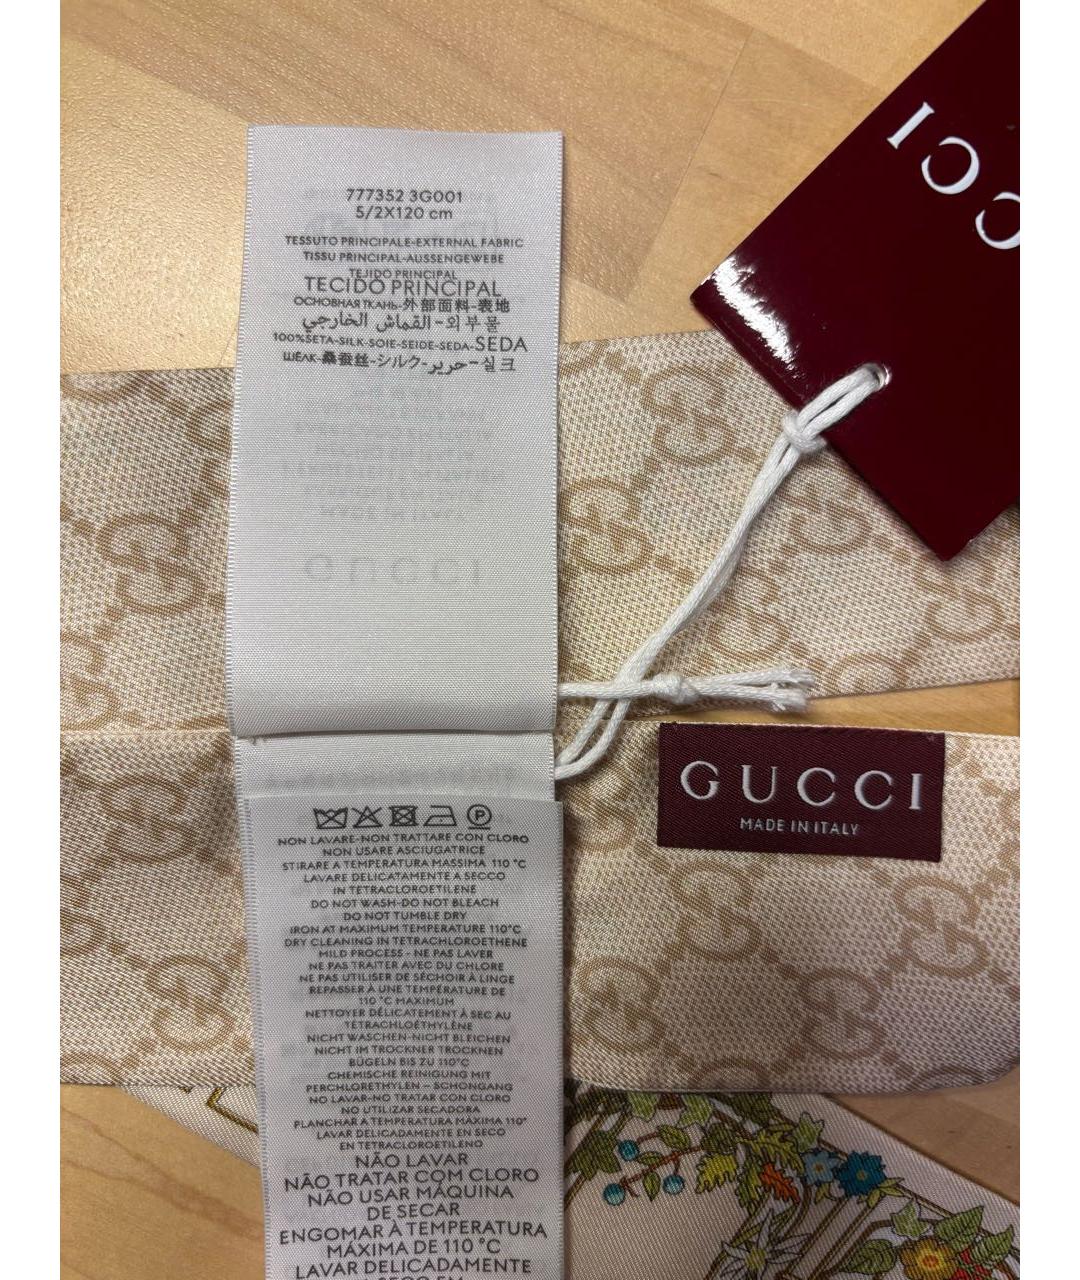 GUCCI
777352 3G001
5/2X120 cm
TESSUTO PRINCIPALE-EXTERNAL FABRIC
TISSU PRINCIPAL-AUSSENGEWEBE
TEJIDO PRINCIPAL
TECIDO PRINCIPAL
ОСНОВНАЯ ТКАНЬ-外部面料-表地
القماش الخارجي-외부물
100%SETA-SILK-SOIE-SEIDE-SEDA-SEDA
ШЁЛК-桑蚕丝-シルク-حرير-실크
GUCCI
MADE IN ITALY
P
NON LAVARE-NON TRATTARE CON CLORO
NON USARE ASCIUGATRICE
STIRARE A TEMPERATURA MASSIMA 110 °C
LAVARE DELICATAMENTE A SECCO
IN TETRACLOROETILENE
DO NOT WASH-DO NOT BLEACH
DO NOT TUMBLE DRY
IRON AT MAXIMUM TEMPERATURE 110°C
DRY CLEANING IN TETRACHLOROETHENE
MILD PROCESS - NE PAS LAVER
NE PAS TRAITER AVEC DU CHLORE
NE PAS UTILISER DE SÉCHOIR À LINGE
REPASSER À UNE TEMPÉRATURE DE
110 °C MAXIMUM
NETTOYER DÉLICATEMENT À SEC AU
TÉTRACHLOÉTHYLÈNE
NICHT WASCHEN-NICHT BLEICHEN
NICHT IM TROCKNER TROCKNEN
BÜGELN BIS ZU 110°C
CHEMISCHE REINIGUNG MIT
PERCHLORETHYLEN – SCHONGANG
NO LAVAR-NO TRATAR CON CLORO
NO UTILIZAR SECADORA
PLANCHAR A TEMPERATURA MÁXIMA 110°
LAVAR DELICADAMENTE EN SECO
EN TETRACLOROETILENO
NÃO LAVAR
NÃO TRATAR COM CLORO
NÃO USAR MÁQUINA
DE SECAR
ENGOMAR À TEMPERATURA
MÁXIMA DE 110 °C
LAVAR DELICADAMENTE